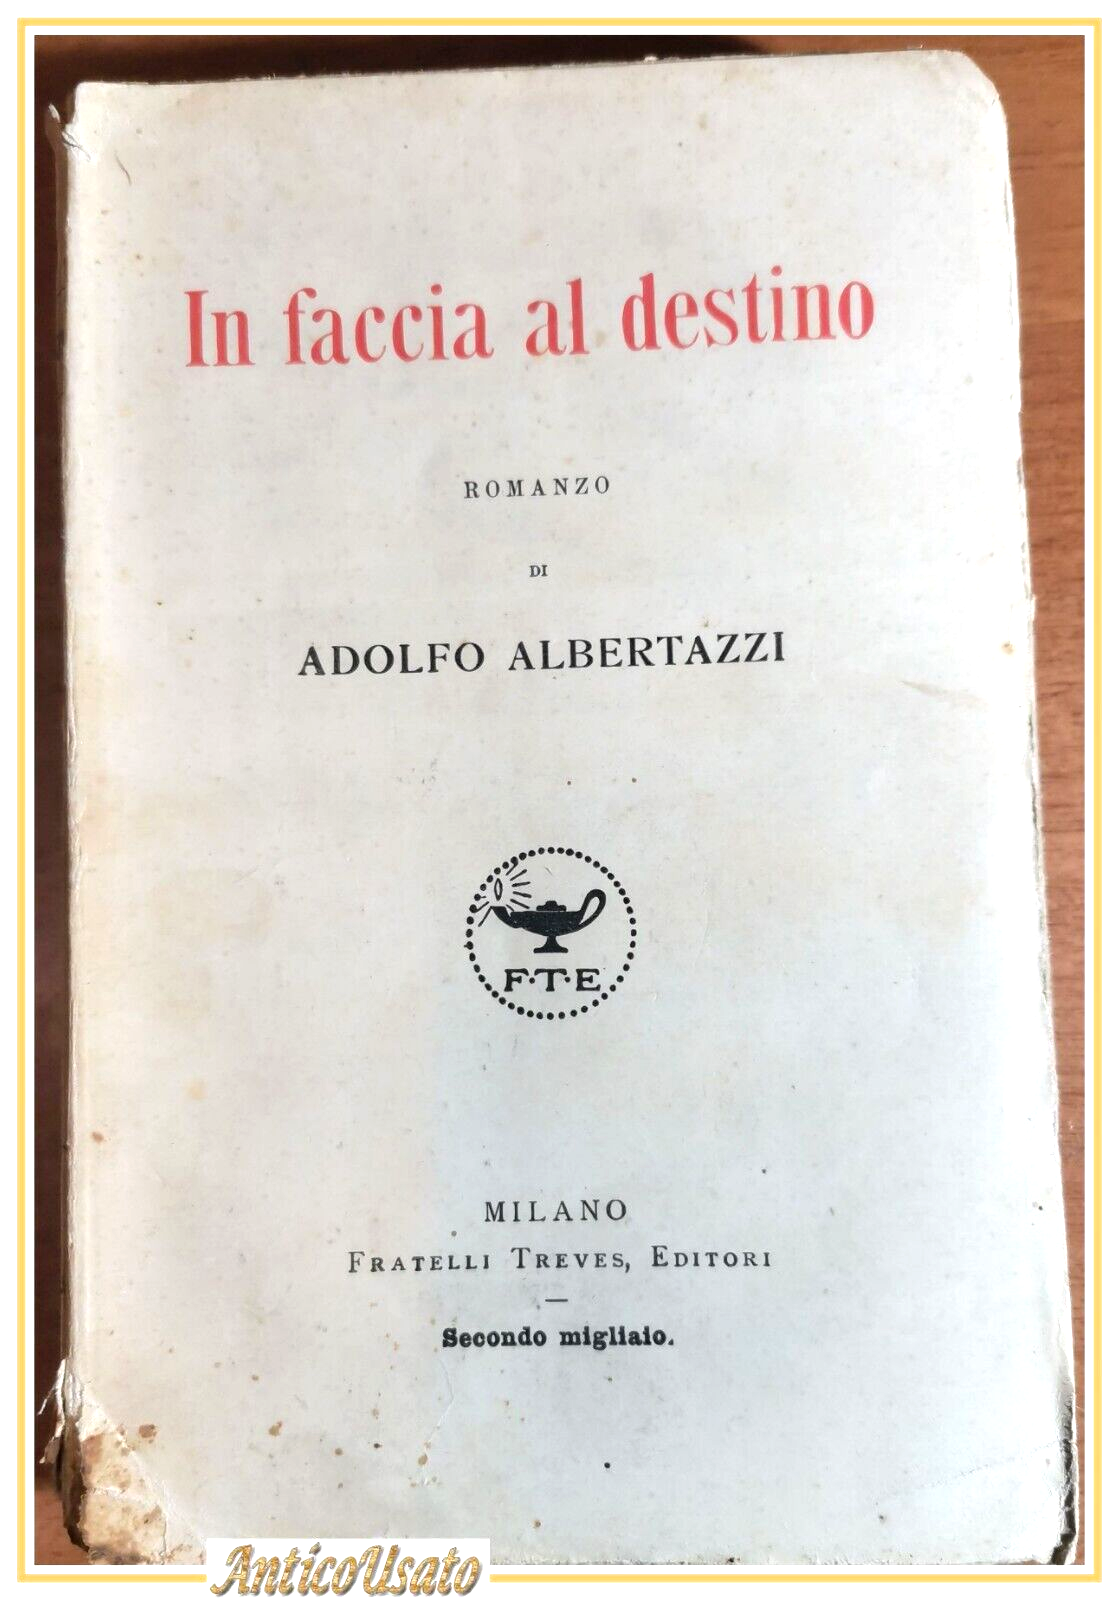 In faccia al destino
ROMANZO
DI
ADOLFO ALBERTAZZI
F·T·E
MILANO
FRATELLI TREVES, EDITORI
—
Secondo migliaio.
AnticoUsato